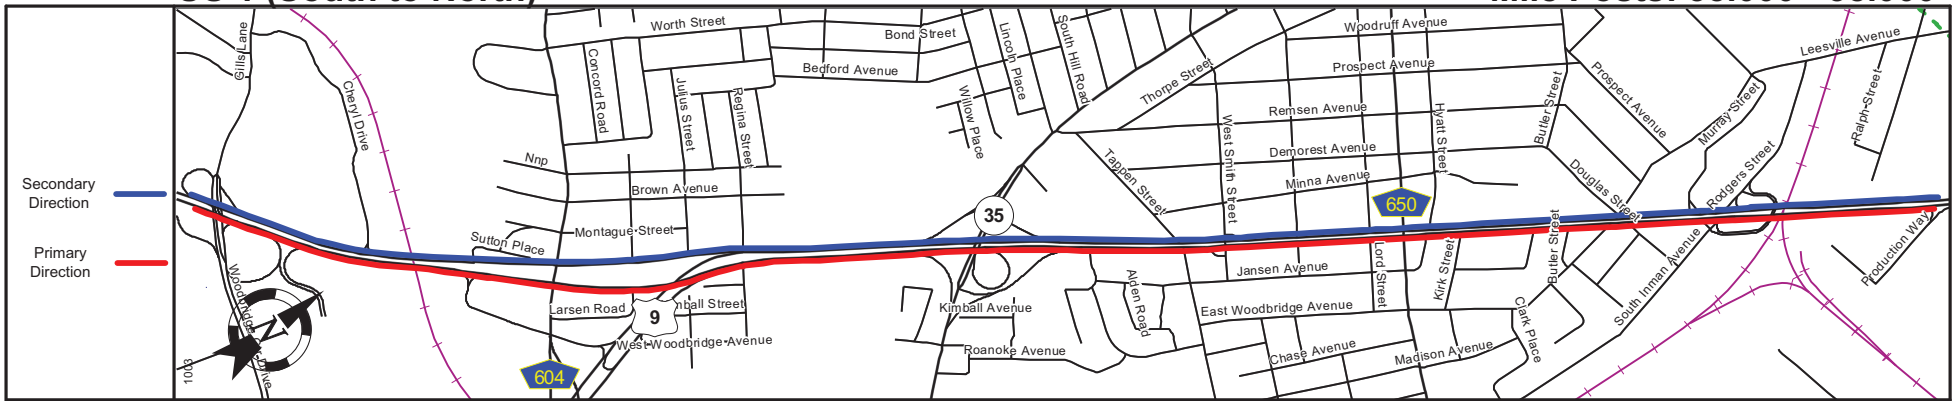 Secondary
Direction
Primary
Direction
Gills Lane
Cheryl Drive
Worth Street
Concord Road
Julius Street
Regina Street
Bond Street
Bedford Avenue
Lincoln Place
South Hill Road
Willow Place
Thorpe Street
Woodruff Avenue
Prospect Avenue
Remsen Avenue
Demorest Avenue
Minna Avenue
West Smith Street
Hyatt Street
Butler Street
Prospect Avenue
Murray Street
Leesville Avenue
Ralph Street
Rodgers Street
Douglas Street
Tappen Street
Nnp
Brown Avenue
Montague Street
Sutton Place
35
650
Larsen Road
9
West Woodbridge Avenue
604
Kimball Avenue
Roanoke Avenue
Alden Road
Jansen Avenue
East Woodbridge Avenue
Chase Avenue
Madison Avenue
Lord Street
Kirk Street
Butler Street
Clark Place
South Inman Avenue
Production Way
N
1003